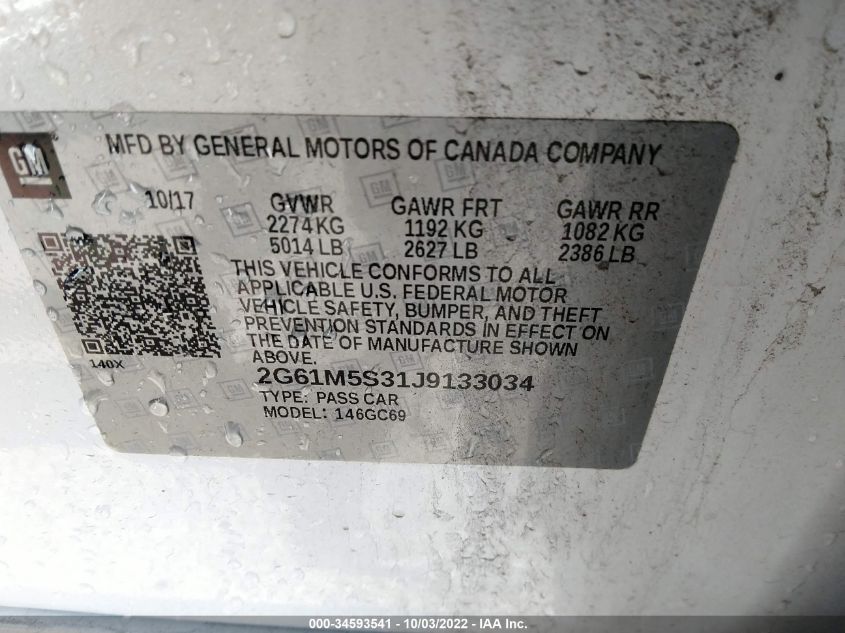 GM
MFD BY GENERAL MOTORS OF CANADA COMPANY
10/17
GVWR
2274 KG
5014 LB
GAWR FRT
1192 KG
2627 LB
GAWR RR
1082 KG
2386 LB
THIS VEHICLE CONFORMS TO ALL
APPLICABLE U.S. FEDERAL MOTOR
VEHICLE SAFETY, BUMPER, AND THEFT
PREVENTION STANDARDS IN EFFECT ON
THE DATE OF MANUFACTURE SHOWN
ABOVE.
140X
2G61M5S31J9133034
TYPE: PASS CAR
MODEL: 146GC69
000-34593541 - 10/03/2022 - IAA Inc.